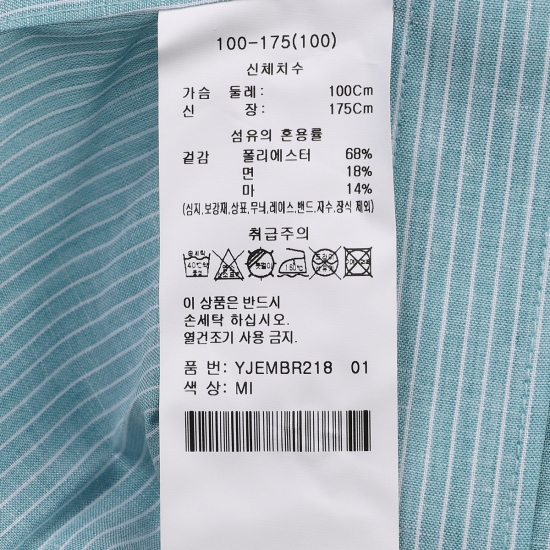 100-175(100)
신체치수
가슴 둘레: 100Cm
신 장: 175Cm
섬유의 혼용률
겉감 폴리에스터 68%
면 18%
마 14%
(심지,보강재,상표,무늬,레이스,밴드,자수,장식 제외)
취급주의
이 상품은 반드시
손세탁 하십시오.
열건조기 사용 금지.
품 번: YJEMBR218 01
색 상: MI